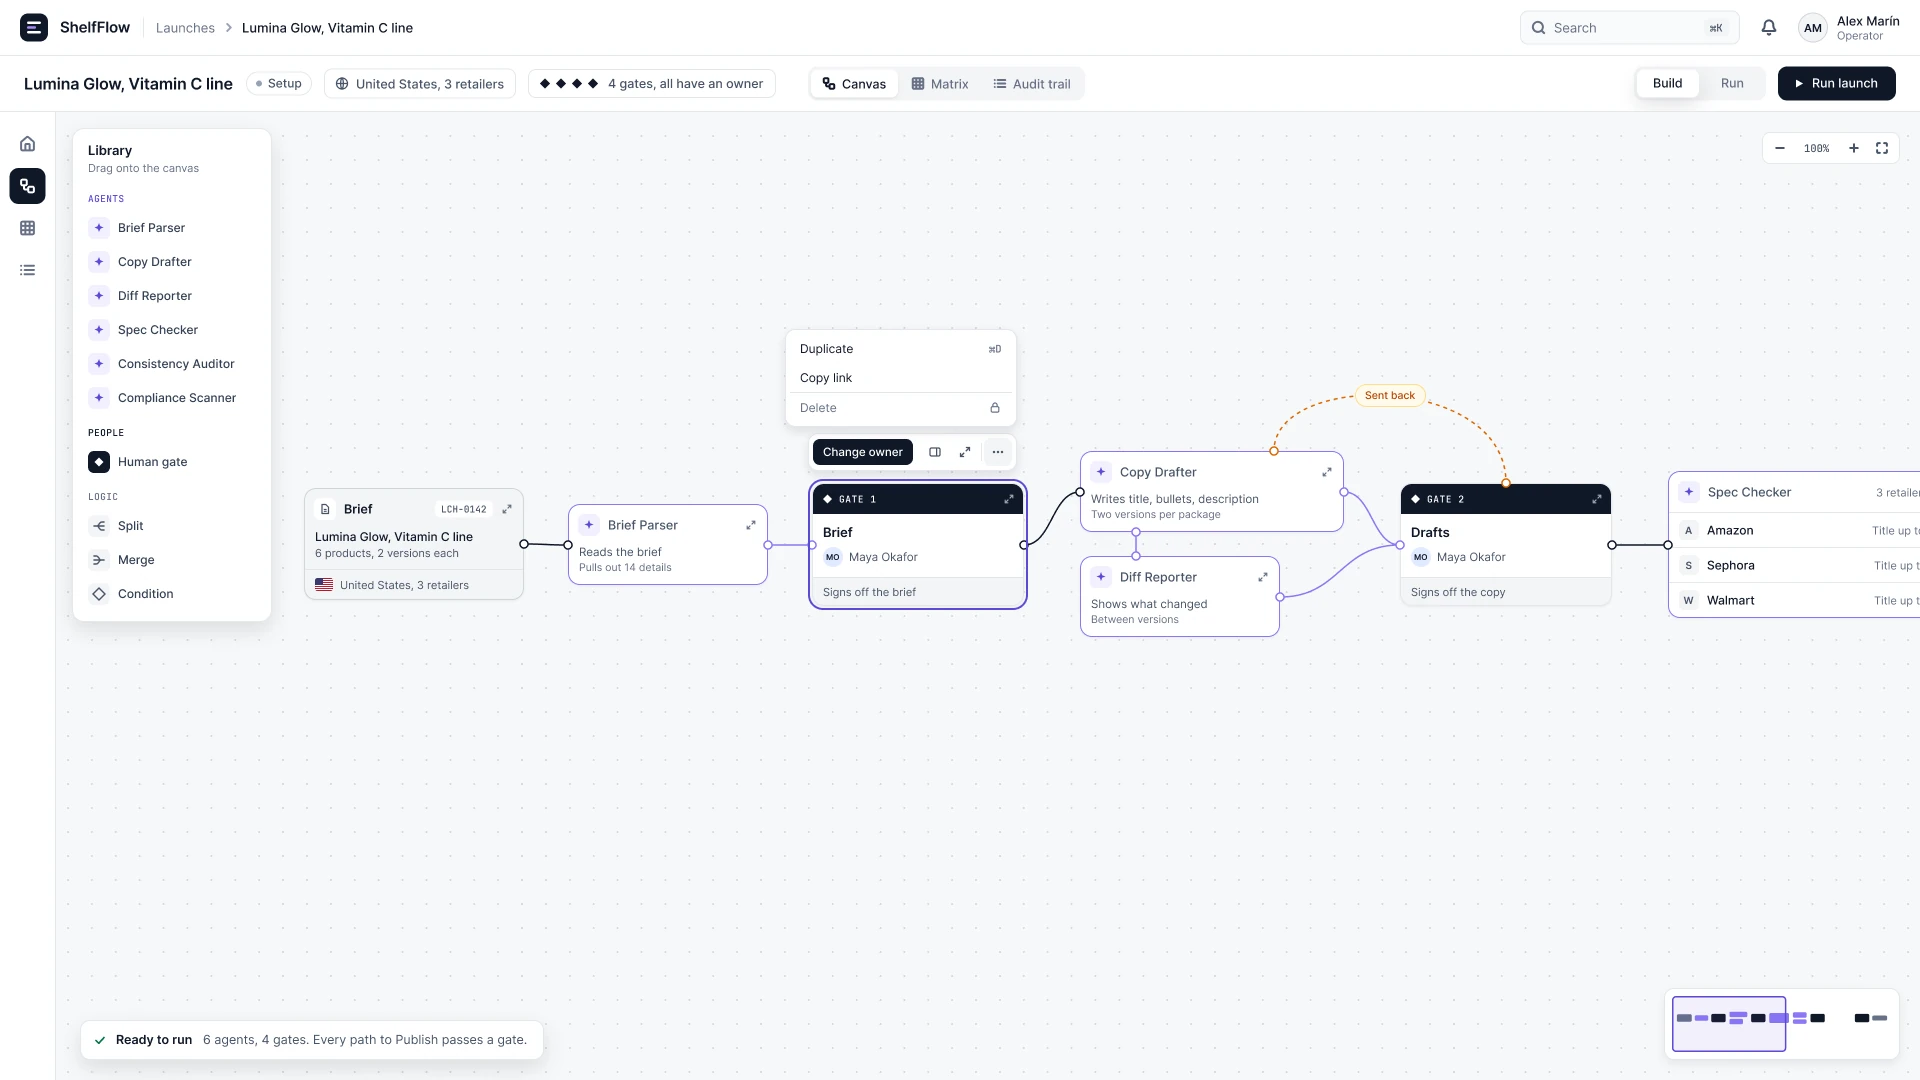 ShelfFlow
Launches
Lumina Glow, Vitamin C line
Search
⌘K
AM
Alex Marín
Operator
Lumina Glow, Vitamin C line
Setup
United States, 3 retailers
4 gates, all have an owner
Canvas
Matrix
Audit trail
Build
Run
Run launch
Library
Drag onto the canvas
AGENTS
Brief Parser
Copy Drafter
Diff Reporter
Spec Checker
Consistency Auditor
Compliance Scanner
PEOPLE
Human gate
LOGIC
Split
Merge
Condition
100%
Duplicate
⌘D
Copy link
Delete
Change owner
Brief
LCH-0142
Lumina Glow, Vitamin C line
6 products, 2 versions each
United States, 3 retailers
Brief Parser
Reads the brief
Pulls out 14 details
GATE 1
Brief
MO
Maya Okafor
Signs off the brief
Copy Drafter
Writes title, bullets, description
Two versions per package
Diff Reporter
Shows what changed
Between versions
Sent back
GATE 2
Drafts
MO
Maya Okafor
Signs off the copy
Spec Checker
3 retailer
A
Amazon
Title up to
S
Sephora
Title up t
W
Walmart
Title up t
Ready to run
6 agents, 4 gates. Every path to Publish passes a gate.